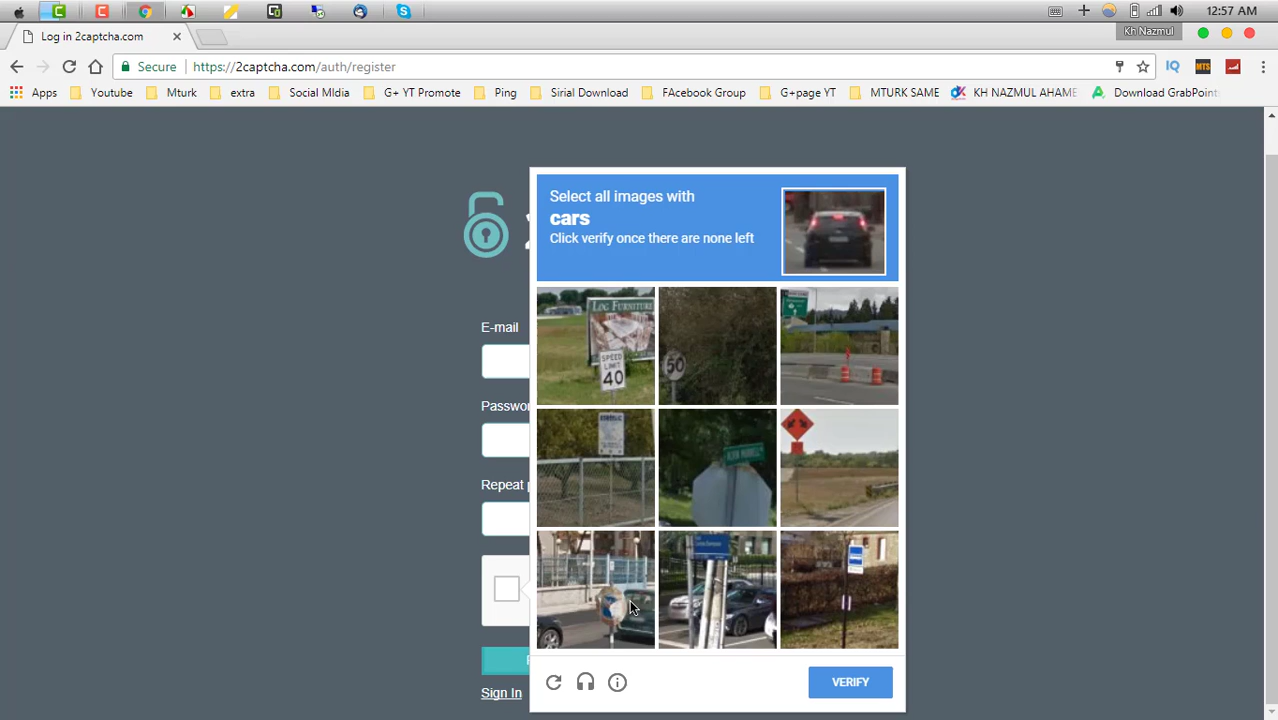 12:57 AM
Log in 2captcha.com
Kh Nazmul
Secure
https://2captcha.com/auth/register
Apps
Youtube
Mturk
extra
Social MIdia
G+ YT Promote
Ping
Sirial Download
FAcebook Group
G+page YT
MTURK SAME
KH NAZMUL AHAME
Download GrabPoint
Select all images with
cars
Click verify once there are none left
E-mail
Passwor
Repeat p
LOG FURNITURE
SPEED
LIMIT
40
50
VERIFY
Sign In